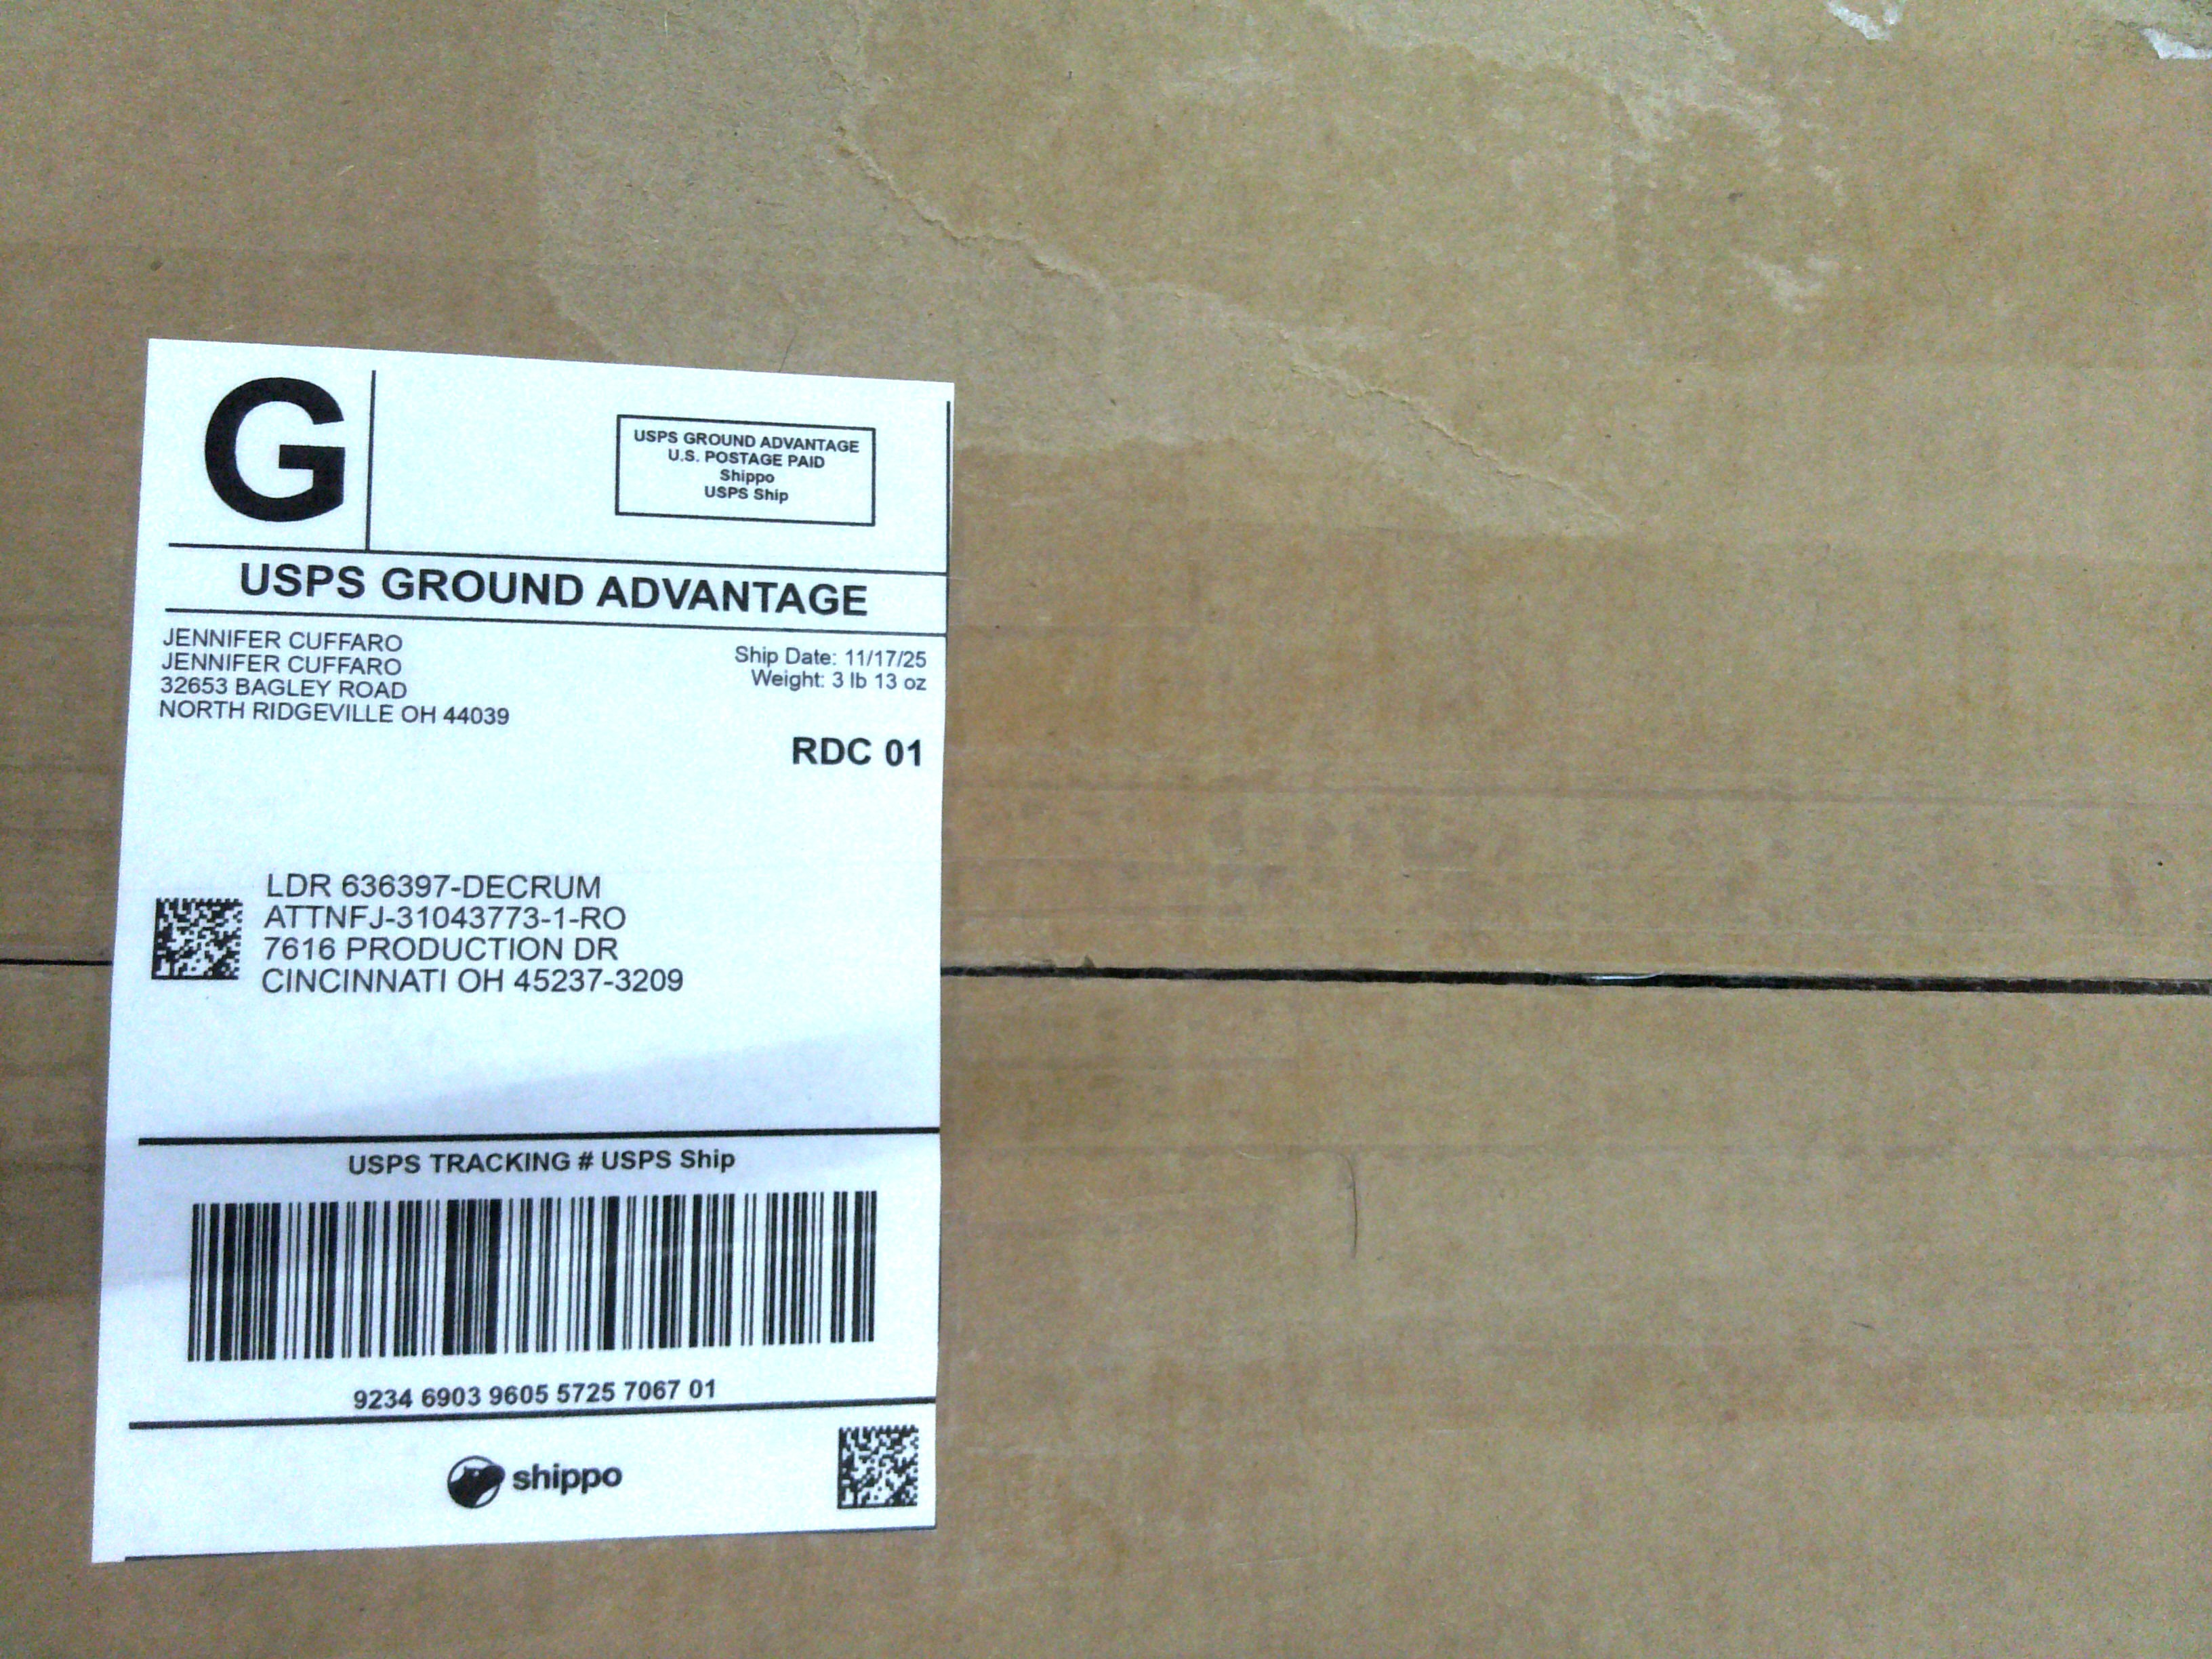 G
USPS GROUND ADVANTAGE
U.S. POSTAGE PAID
Shippo
USPS Ship
USPS GROUND ADVANTAGE
JENNIFER CUFFARO
JENNIFER CUFFARO
32653 BAGLEY ROAD
NORTH RIDGEVILLE OH 44039
Ship Date: 11/17/25
Weight: 3 lb 13 oz
RDC 01
LDR 636397-DECRUM
ATTNFJ-31043773-1-RO
7616 PRODUCTION DR
CINCINNATI OH 45237-3209
USPS TRACKING # USPS Ship
9234 6903 9605 5725 7067 01
shippo